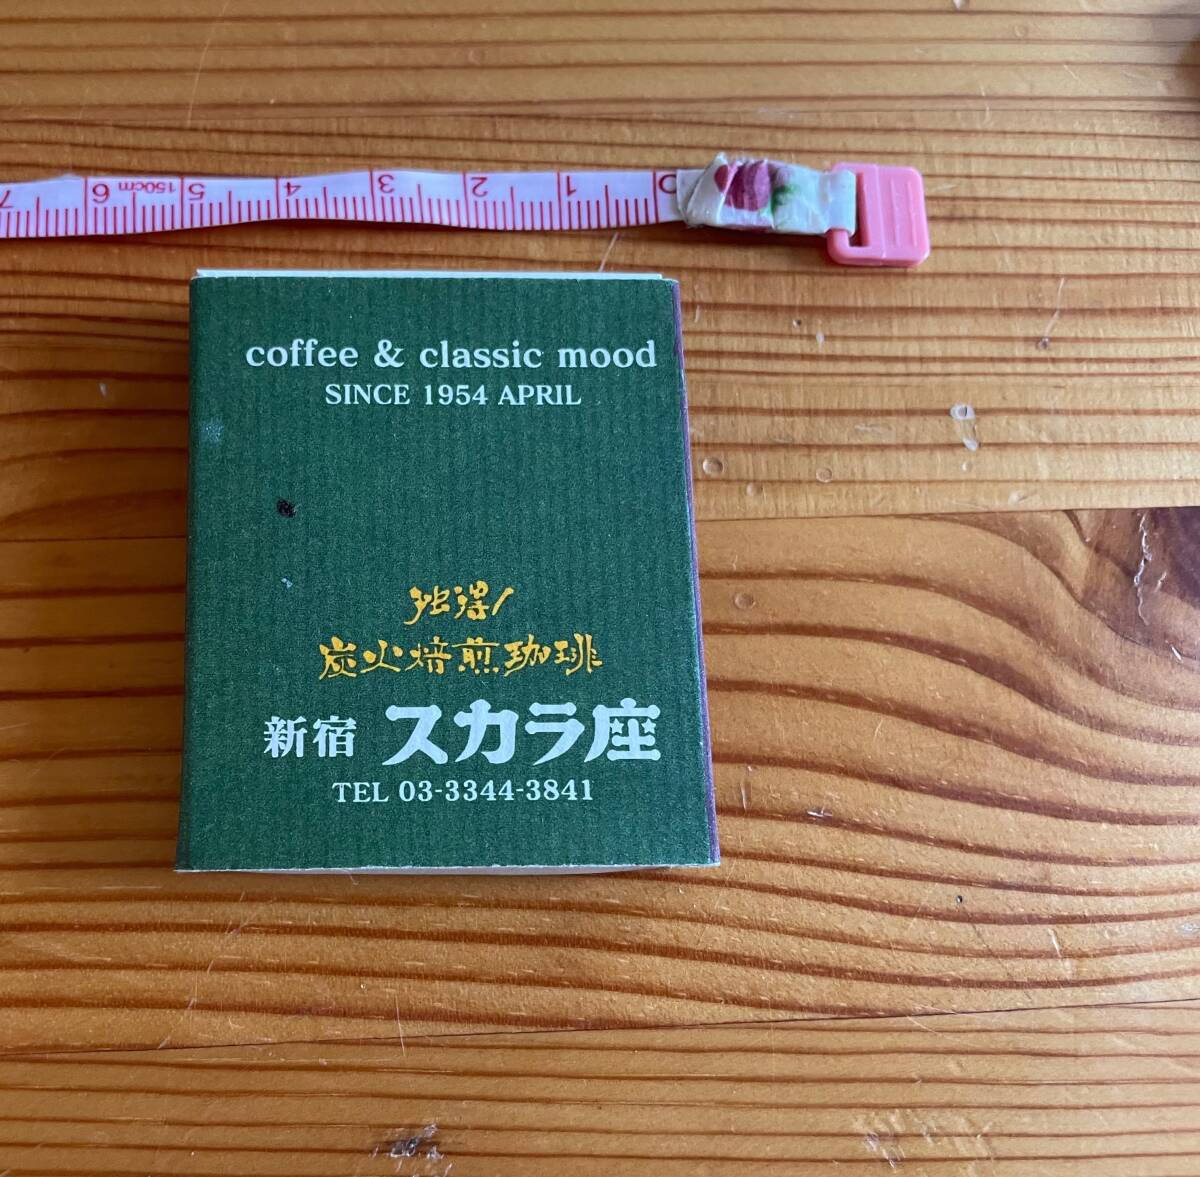 7 6 150cm 5 4 3 2 1 0
coffee & classic mood
SINCE 1954 APRIL
独得!
炭火焙煎珈琲
新宿 スカラ座
TEL 03-3344-3841